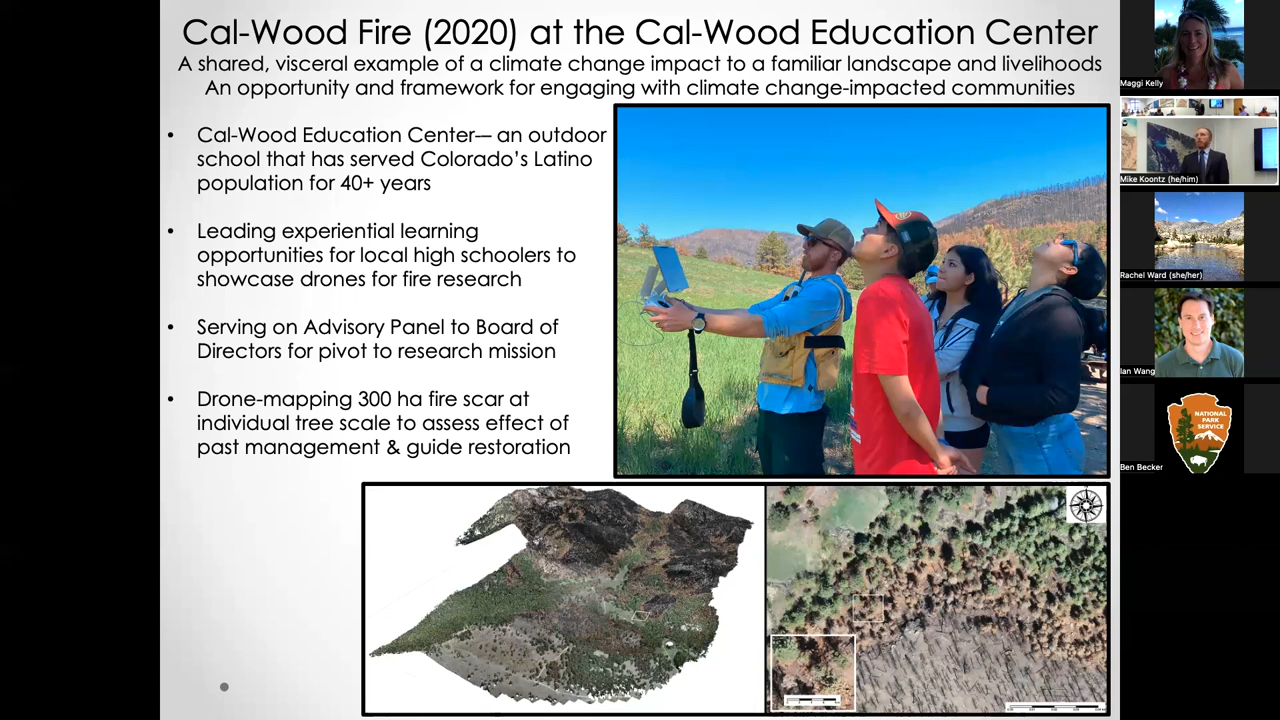 Cal-Wood Fire (2020) at the Cal-Wood Education Center
A shared, visceral example of a climate change impact to a familiar landscape and livelihoods
An opportunity and framework for engaging with climate change-impacted communities
• Cal-Wood Education Center-– an outdoor
school that has served Colorado’s Latino
population for 40+ years
• Leading experiential learning
opportunities for local high schoolers to
showcase drones for fire research
• Serving on Advisory Panel to Board of
Directors for pivot to research mission
• Drone-mapping 300 ha fire scar at
individual tree scale to assess effect of
past management & guide restoration
Maggi Kelly
Mike Koontz (he/him)
Rachel Ward (she/her)
Ian Wang
NATIONAL
PARK
SERVICE
Ben Becker